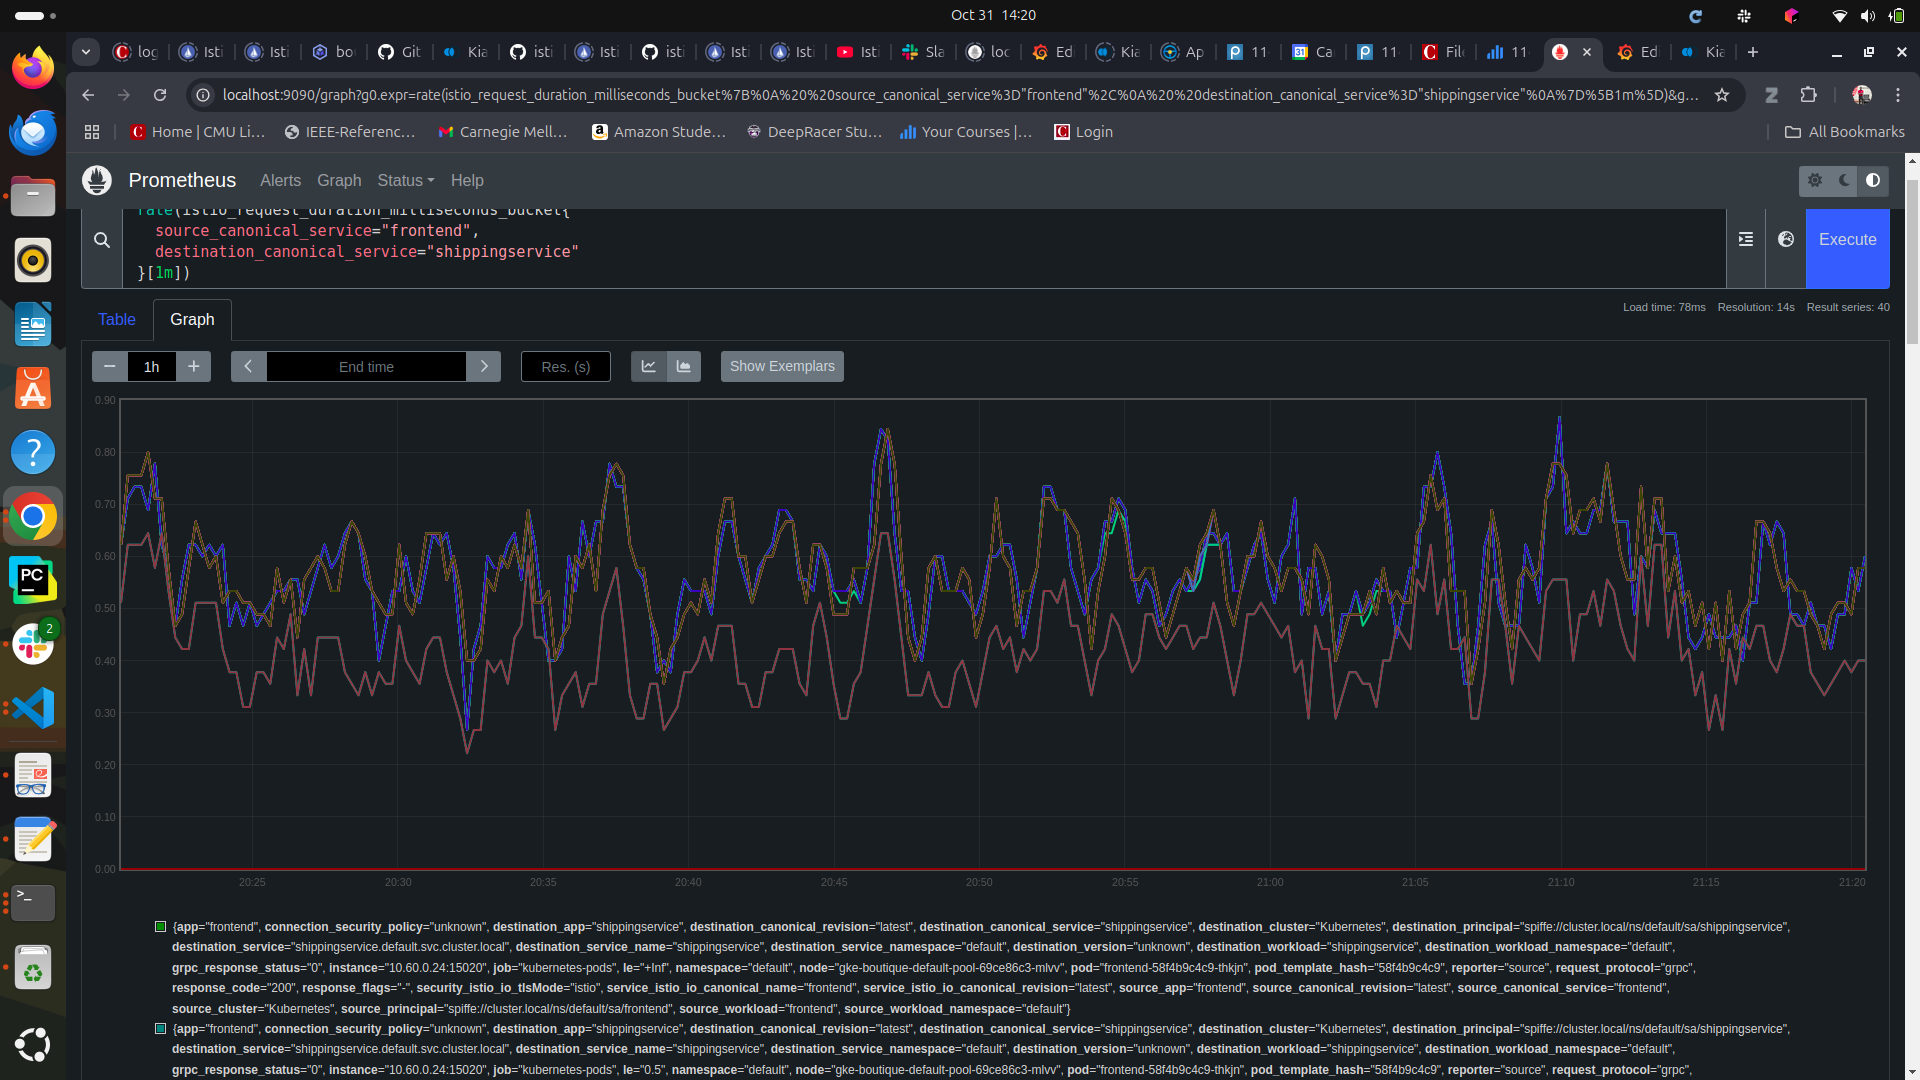 Oct 31 14:20
log
Isti
Isti
bo
Git
Kia
isti
Isti
isti
Isti
Isti
Isti
Sla
loc
Edi
Kia
Ap
11-
Ca
11-
File
11-
Edi
Kia
localhost:9090/graph?g0.expr=rate(istio_request_duration_milliseconds_bucket%7B%0A%20%20source_canonical_service%3D"frontend"%2C%0A%20%20destination_canonical_service%3D"shippingservice"%0A%7D%5B1m%5D)&g...
Home | CMU Li...
IEEE-Referenc...
Carnegie Mell...
Amazon Stude...
DeepRacer Stu...
Your Courses |...
Login
All Bookmarks
Prometheus
Alerts
Graph
Status
Help
rate(istio_request_duration_milliseconds_bucket{
source_canonical_service="frontend",
destination_canonical_service="shippingservice"
}[1m])
Execute
Table
Graph
Load time: 78ms Resolution: 14s Result series: 40
1h
End time
Res. (s)
Show Exemplars
0.90
0.80
0.70
0.60
0.50
0.40
0.30
0.20
0.10
0.00
20:25
20:30
20:35
20:40
20:45
20:50
20:55
21:00
21:05
21:10
21:15
21:20
PC
2
{app="frontend", connection_security_policy="unknown", destination_app="shippingservice", destination_canonical_revision="latest", destination_canonical_service="shippingservice", destination_cluster="Kubernetes", destination_principal="spiffe://cluster.local/ns/default/sa/shippingservice",
destination_service="shippingservice.default.svc.cluster.local", destination_service_name="shippingservice", destination_service_namespace="default", destination_version="unknown", destination_workload="shippingservice", destination_workload_namespace="default",
grpc_response_status="0", instance="10.60.0.24:15020", job="kubernetes-pods", le="+Inf", namespace="default", node="gke-boutique-default-pool-69ce86c3-mlvv", pod="frontend-58f4b9c4c9-thkjn", pod_template_hash="58f4b9c4c9", reporter="source", request_protocol="grpc",
response_code="200", response_flags="-", security_istio_io_tlsMode="istio", service_istio_io_canonical_name="frontend", service_istio_io_canonical_revision="latest", source_app="frontend", source_canonical_revision="latest", source_canonical_service="frontend",
source_cluster="Kubernetes", source_principal="spiffe://cluster.local/ns/default/sa/frontend", source_workload="frontend", source_workload_namespace="default"}
{app="frontend", connection_security_policy="unknown", destination_app="shippingservice", destination_canonical_revision="latest", destination_canonical_service="shippingservice", destination_cluster="Kubernetes", destination_principal="spiffe://cluster.local/ns/default/sa/shippingservice",
destination_service="shippingservice.default.svc.cluster.local", destination_service_name="shippingservice", destination_service_namespace="default", destination_version="unknown", destination_workload="shippingservice", destination_workload_namespace="default",
grpc_response_status="0", instance="10.60.0.24:15020", job="kubernetes-pods", le="0.5", namespace="default", node="gke-boutique-default-pool-69ce86c3-mlvv", pod="frontend-58f4b9c4c9-thkjn", pod_template_hash="58f4b9c4c9", reporter="source", request_protocol="grpc",